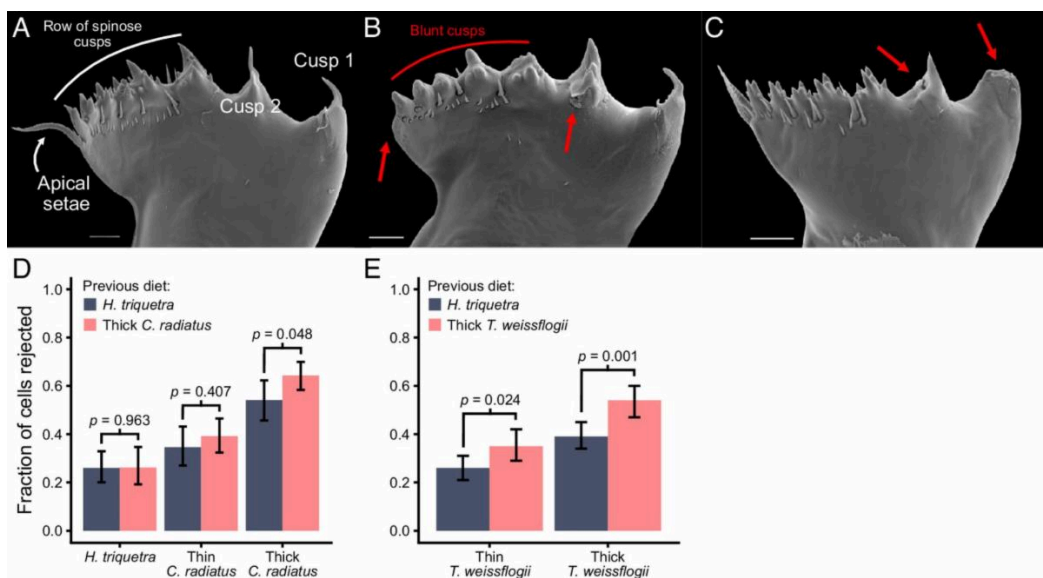 A
Row of spinose
cusps
Cusp 1
Cusp 2
Apical
setae
B
Blunt cusps
C
D
Previous diet:
H. triquetra
Thick C. radiatus
Fraction of cells rejected
1.0
0.8
0.6
0.4
0.2
0.0
p = 0.963
p = 0.407
p = 0.048
H. triquetra
Thin
C. radiatus
Thick
C. radiatus
E
Previous diet:
H. triquetra
Thick T. weissflogii
1.0
0.8
0.6
0.4
0.2
0.0
p = 0.024
p = 0.001
Thin
T. weissflogii
Thick
T. weissflogii